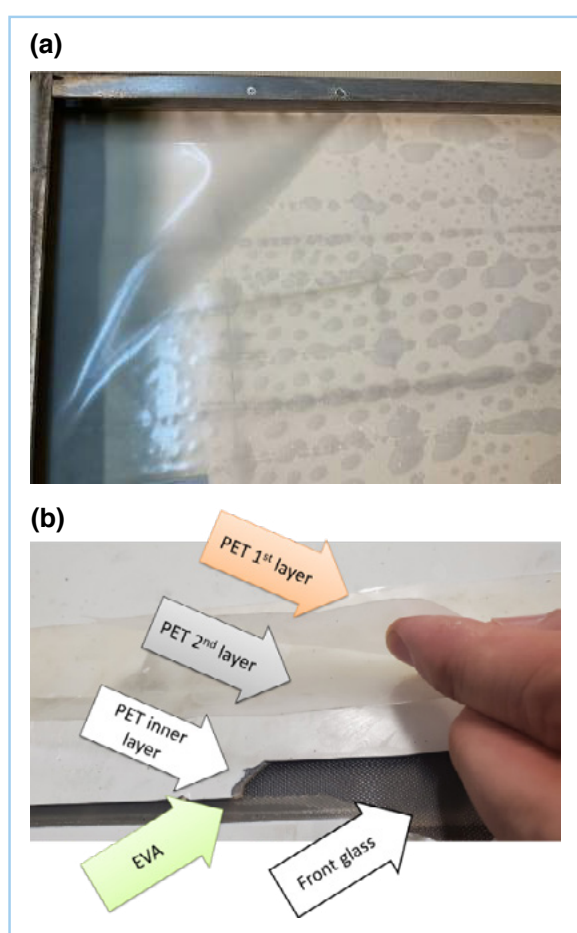 (a)
(b)
PET 1st layer
PET 2nd layer
PET inner
layer
EVA
Front glass